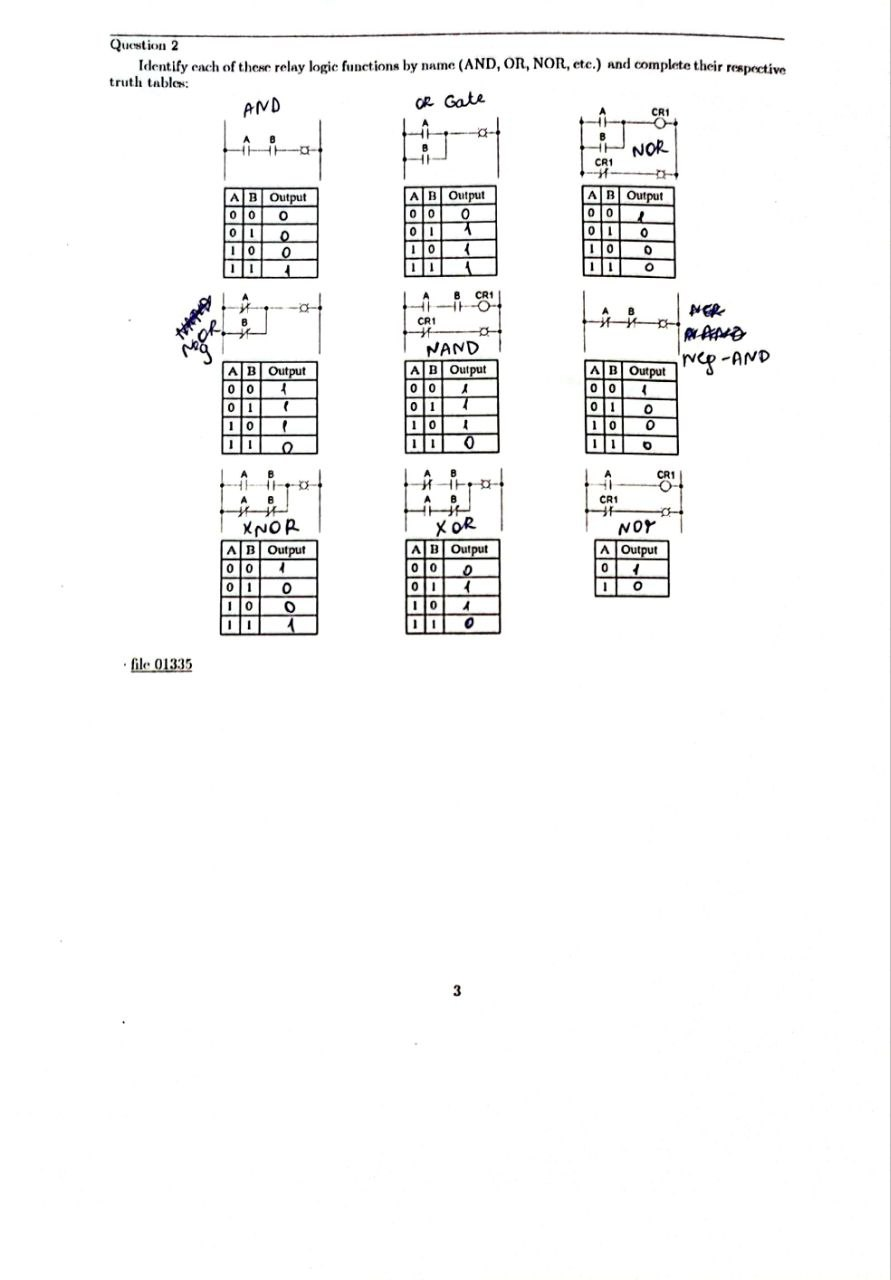 Question 2
Identify each of these relay logic functions by name (AND, OR, NOR, etc.) and complete their respective
truth tables:
AND
OR Gate
A B
A
B
A CR1
B
NOR
CR1
A B Output
0 0 0
0 1 0
1 0 0
1 1 1
A B Output
0 0 0
0 1 1
1 0 1
1 1 1
A B Output
0 0 1
0 1 0
1 0 0
1 1 0
Neg OR
A
B
A B CR1
CR1
NAND
A B
NER
NAND
Neg-AND
A B Output
0 0 1
0 1 1
1 0 1
1 1 0
A B Output
0 0 1
0 1 1
1 0 1
1 1 0
A B Output
0 0 1
0 1 0
1 0 0
1 1 0
A B
A B
XNOR
A B
A B
XOR
A CR1
CR1
NOT
A B Output
0 0 1
0 1 0
1 0 0
1 1 1
A B Output
0 0 0
0 1 1
1 0 1
1 1 0
A Output
0 1
1 0
file 01335
3